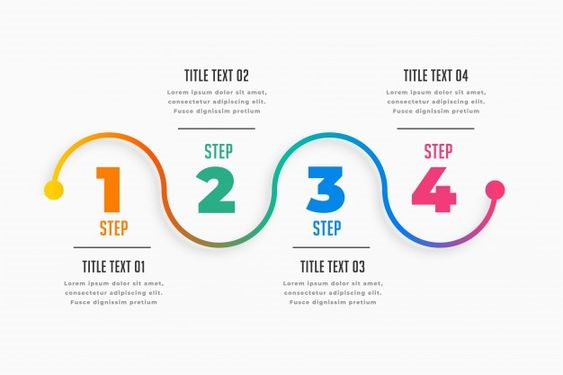 1
STEP
TITLE TEXT 01
Lorem ipsum dolor sit amet,
consectetur adipiscing elit.
Fusce dignissim pretium
TITLE TEXT 02
Lorem ipsum dolor sit amet,
consectetur adipiscing elit.
Fusce dignissim pretium
STEP
2
3
STEP
TITLE TEXT 03
Lorem ipsum dolor sit amet,
consectetur adipiscing elit.
Fusce dignissim pretium
TITLE TEXT 04
Lorem ipsum dolor sit amet,
consectetur adipiscing elit.
Fusce dignissim pretium
STEP
4